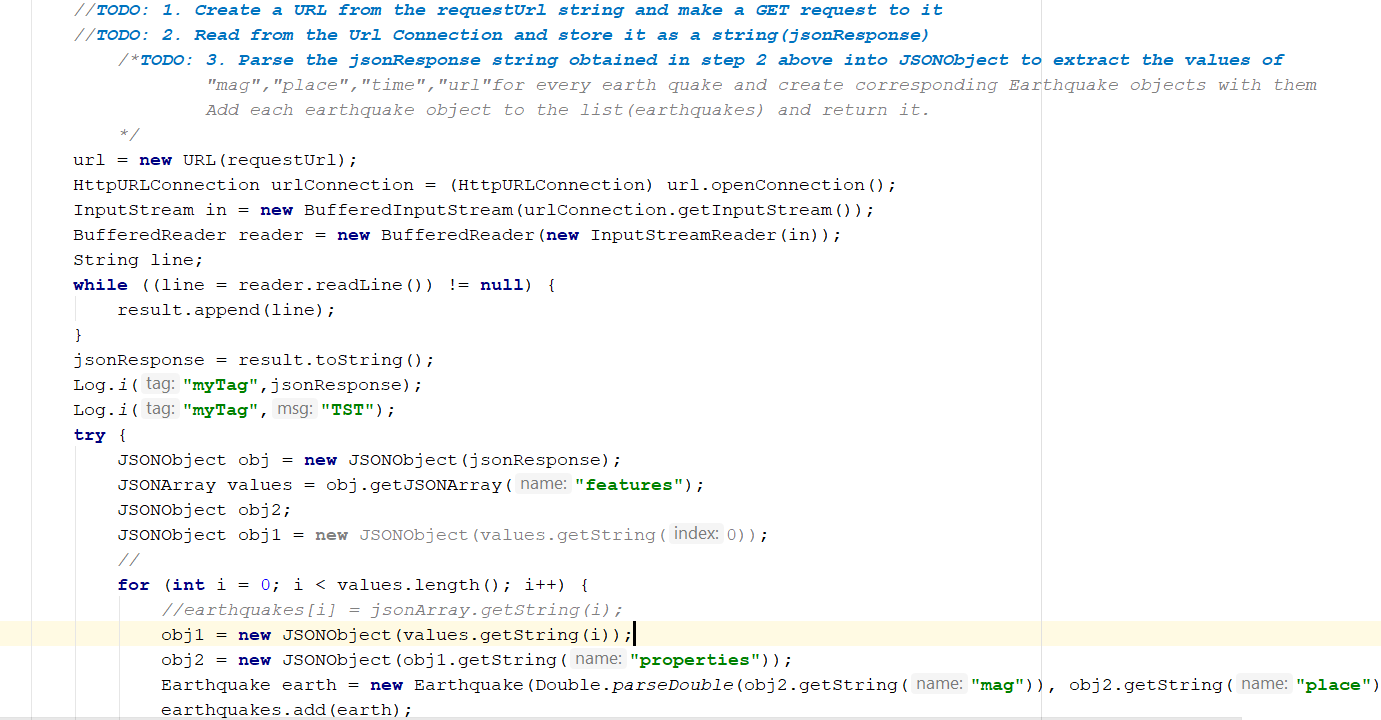 //TODO: 1. Create a URL from the requestUrl string and make a GET request to it
//TODO: 2. Read from the Url Connection and store it as a string(jsonResponse)
/*TODO: 3. Parse the jsonResponse string obtained in step 2 above into JSONObject to extract the values of
"mag","place","time","url"for every earth quake and create corresponding Earthquake objects with them
Add each earthquake object to the list(earthquakes) and return it.
*/
url = new URL(requestUrl);
HttpURLConnection urlConnection = (HttpURLConnection) url.openConnection();
InputStream in = new BufferedInputStream(urlConnection.getInputStream());
BufferedReader reader = new BufferedReader(new InputStreamReader(in));
String line;
while ((line = reader.readLine()) != null) {
result.append(line);
}
jsonResponse = result.toString();
Log.i( tag: "myTag",jsonResponse);
Log.i( tag: "myTag", msg: "TST");
try {
JSONObject obj = new JSONObject(jsonResponse);
JSONArray values = obj.getJSONArray( name: "features");
JSONObject obj2;
JSONObject obj1 = new JSONObject(values.getString( index: 0));
//
for (int i = 0; i < values.length(); i++) {
//earthquakes[i] = jsonArray.getString(i);
obj1 = new JSONObject(values.getString(i));
obj2 = new JSONObject(obj1.getString( name: "properties"));
Earthquake earth = new Earthquake(Double.parseDouble(obj2.getString( name: "mag")), obj2.getString( name: "place")
earthquakes.add(earth);